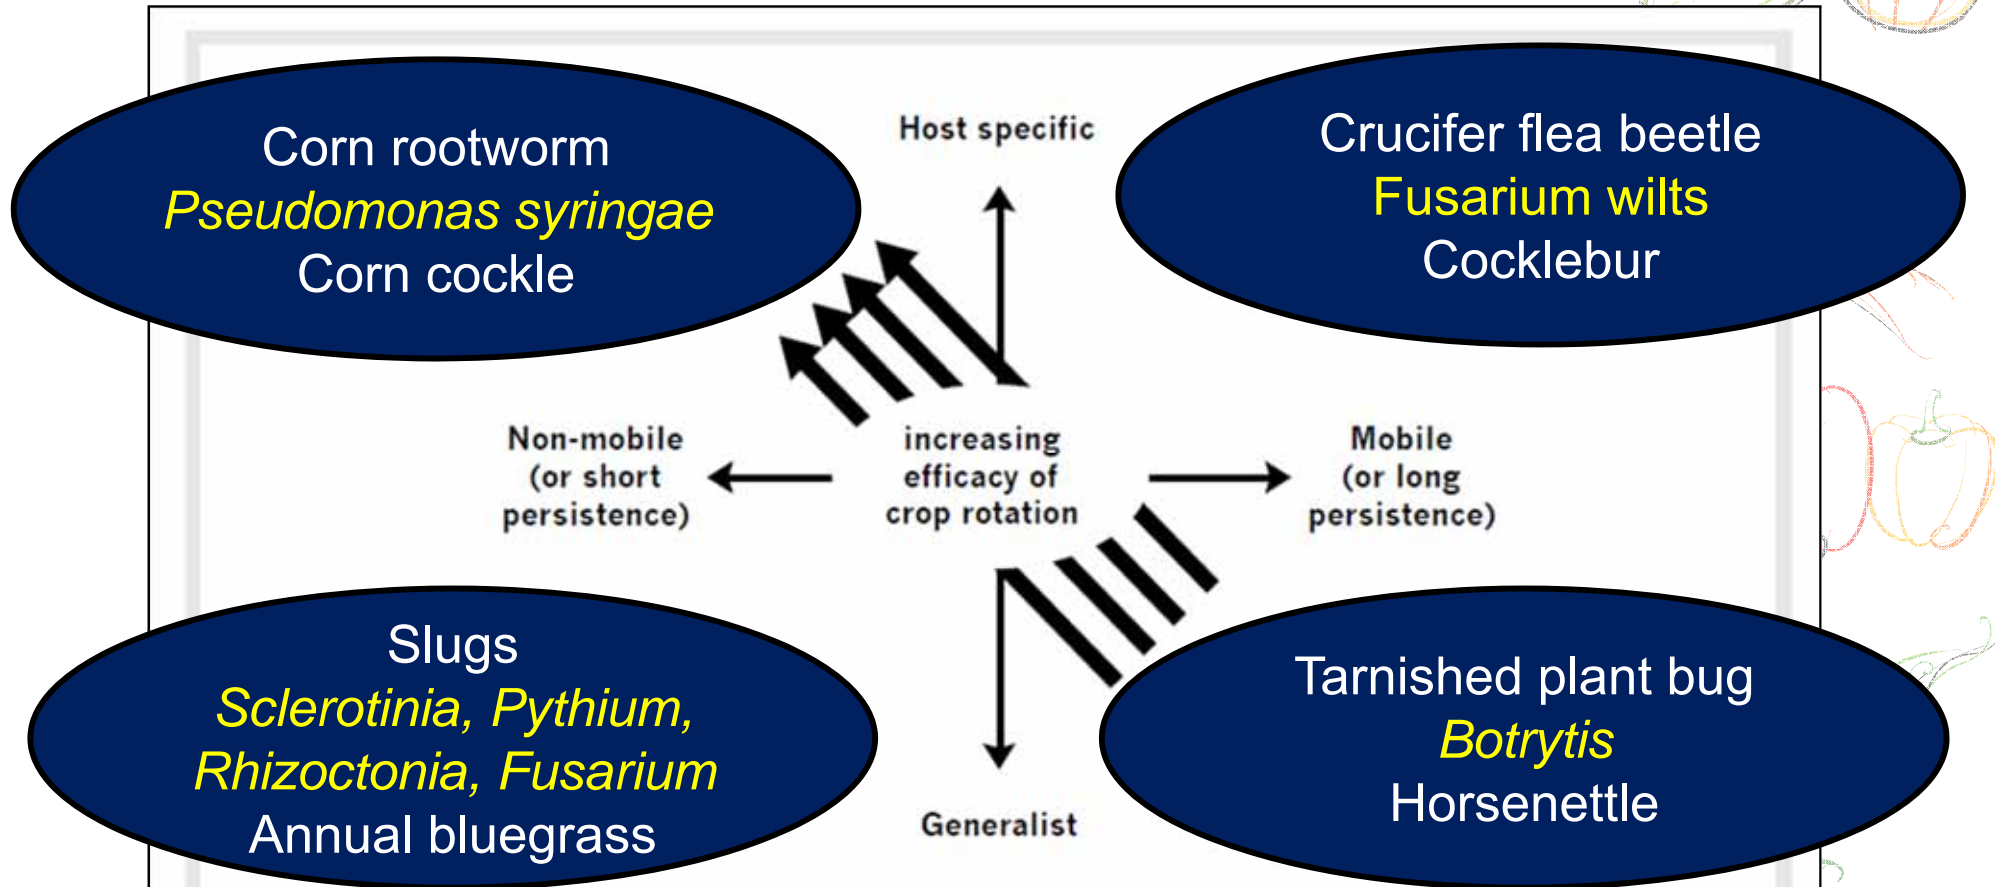 Corn rootworm
Pseudomonas syringae
Corn cockle
Host specific
Crucifer flea beetle
Fusarium wilts
Cocklebur
Non-mobile
(or short
persistence)
increasing
efficacy of
crop rotation
Mobile
(or long
persistence)
Slugs
Sclerotinia, Pythium,
Rhizoctonia, Fusarium
Annual bluegrass
Generalist
Tarnished plant bug
Botrytis
Horsenettle